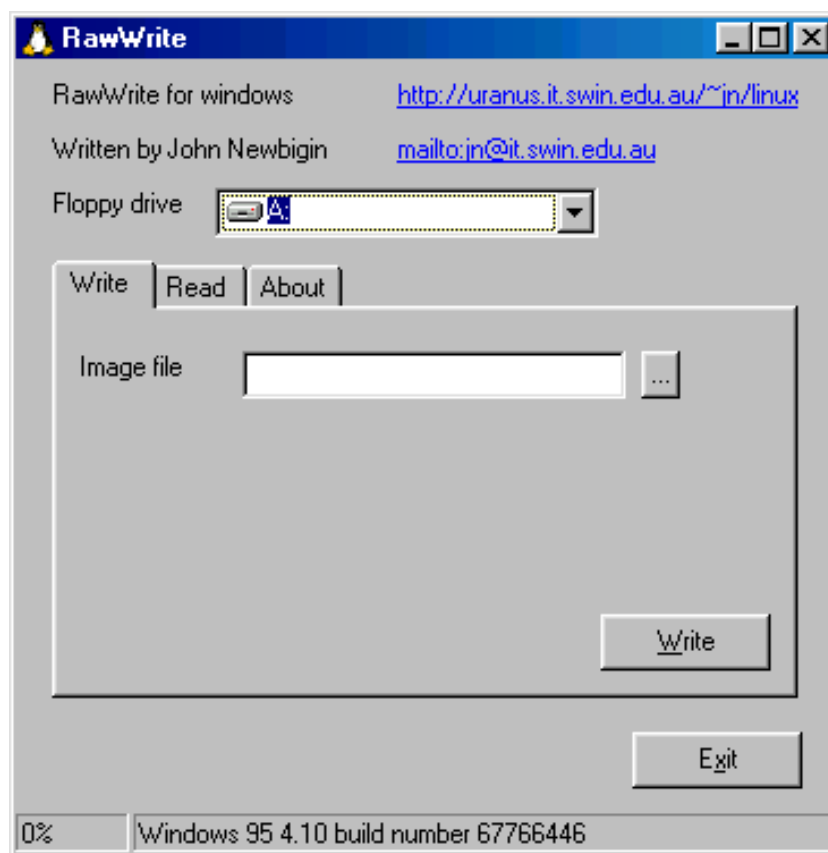 RawWrite
RawWrite for windows http://uranus.it.swin.edu.au/~jn/linux
Written by John Newbigin mailto:jn@it.swin.edu.au
Floppy drive A:
Write Read About
Image file ...
Write
Exit
0% Windows 95 4.10 build number 67766446